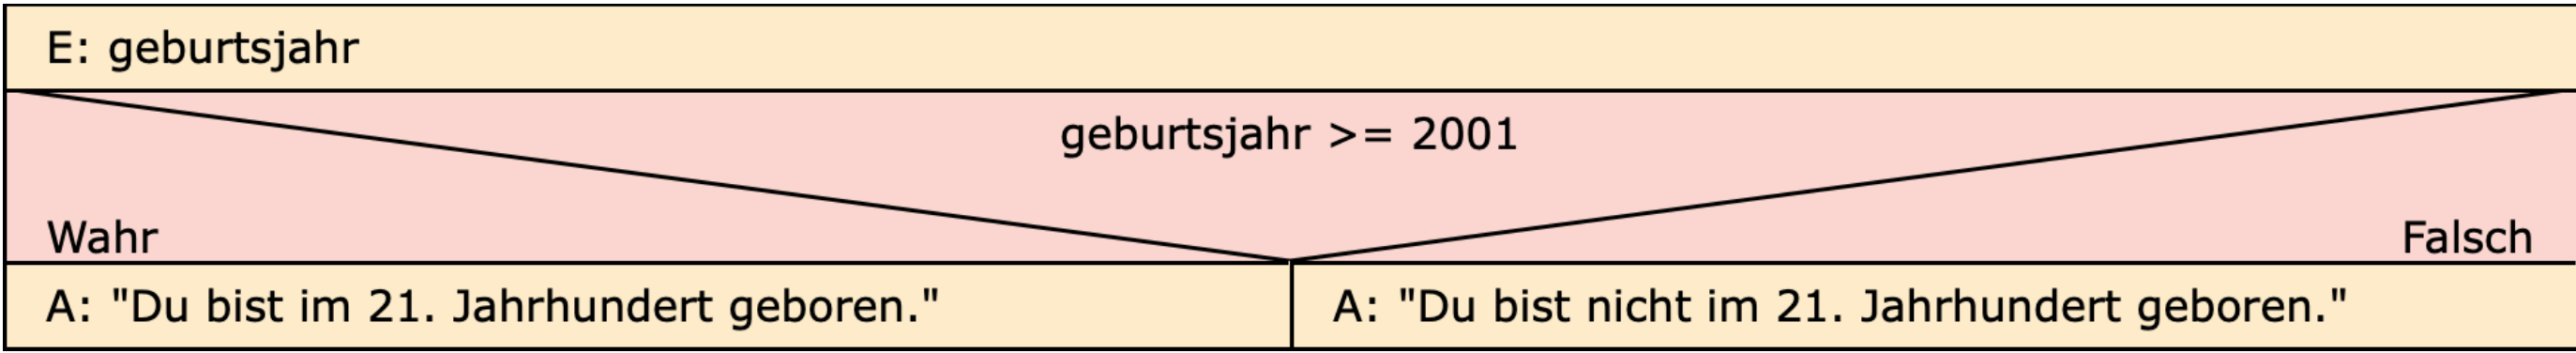 E: geburtsjahr
geburtsjahr >= 2001
Wahr
Falsch
A: "Du bist im 21. Jahrhundert geboren."
A: "Du bist nicht im 21. Jahrhundert geboren."